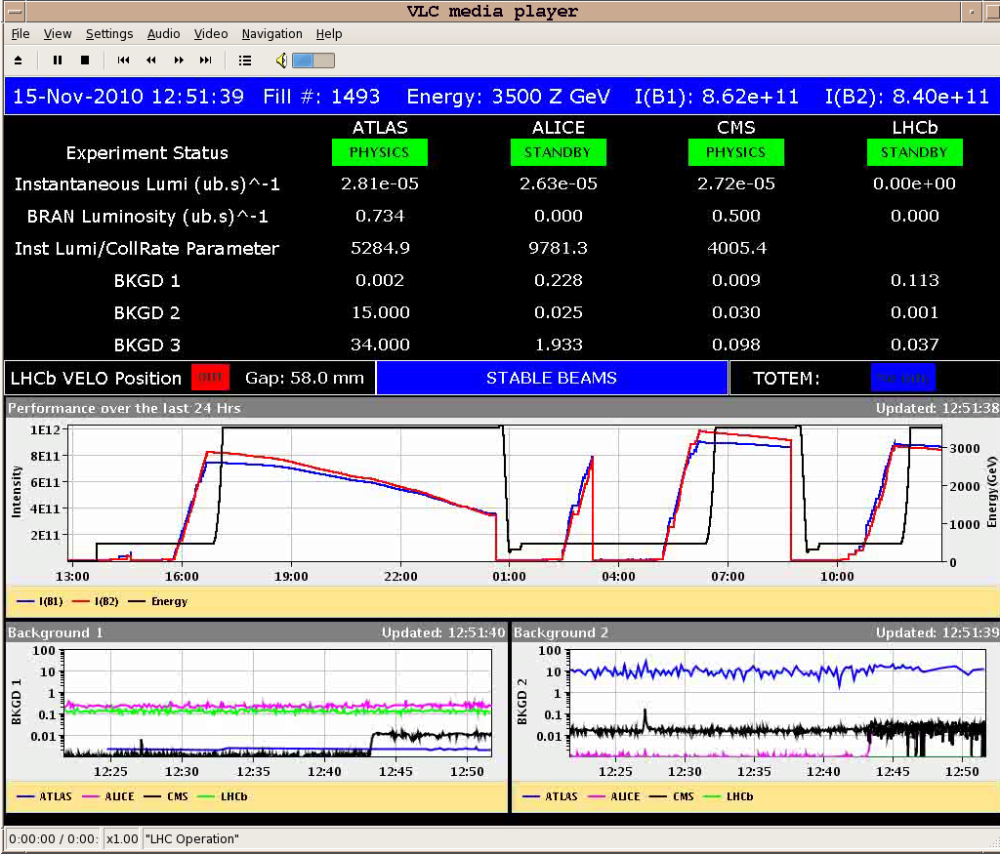 VLC media player
File View Settings Audio Video Navigation Help
15-Nov-2010 12:51:39 Fill #: 1493 Energy: 3500 Z GeV I(B1): 8.62e+11 I(B2): 8.40e+11
ATLAS ALICE CMS LHCb
Experiment Status PHYSICS STANDBY PHYSICS STANDBY
Instantaneous Lumi (ub.s)^-1 2.81e-05 2.63e-05 2.72e-05 0.00e+00
BRAN Luminosity (ub.s)^-1 0.734 0.000 0.500 0.000
Inst Lumi/CollRate Parameter 5284.9 9781.3 4005.4
BKGD 1 0.002 0.228 0.009 0.113
BKGD 2 15.000 0.025 0.030 0.001
BKGD 3 34.000 1.933 0.098 0.037
LHCb VELO Position OUT Gap: 58.0 mm STABLE BEAMS TOTEM:
Performance over the last 24 Hrs Updated: 12:51:38
1E12
8E11 3000
6E11 2000
4E11 1000
2E11 0
Intensity
Energy (GeV)
13:00 16:00 19:00 22:00 01:00 04:00 07:00 10:00
I(B1) I(B2) Energy
Background 1 Updated: 12:51:40
100
10
1
0.1
0.01
BKGD 1
12:25 12:30 12:35 12:40 12:45 12:50
ATLAS ALICE CMS LHCb
Background 2 Updated: 12:51:39
100
10
1
0.1
0.01
BKGD 2
12:25 12:30 12:35 12:40 12:45 12:50
ATLAS ALICE CMS LHCb
0:00:00 / 0:00: x1.00 "LHC Operation"